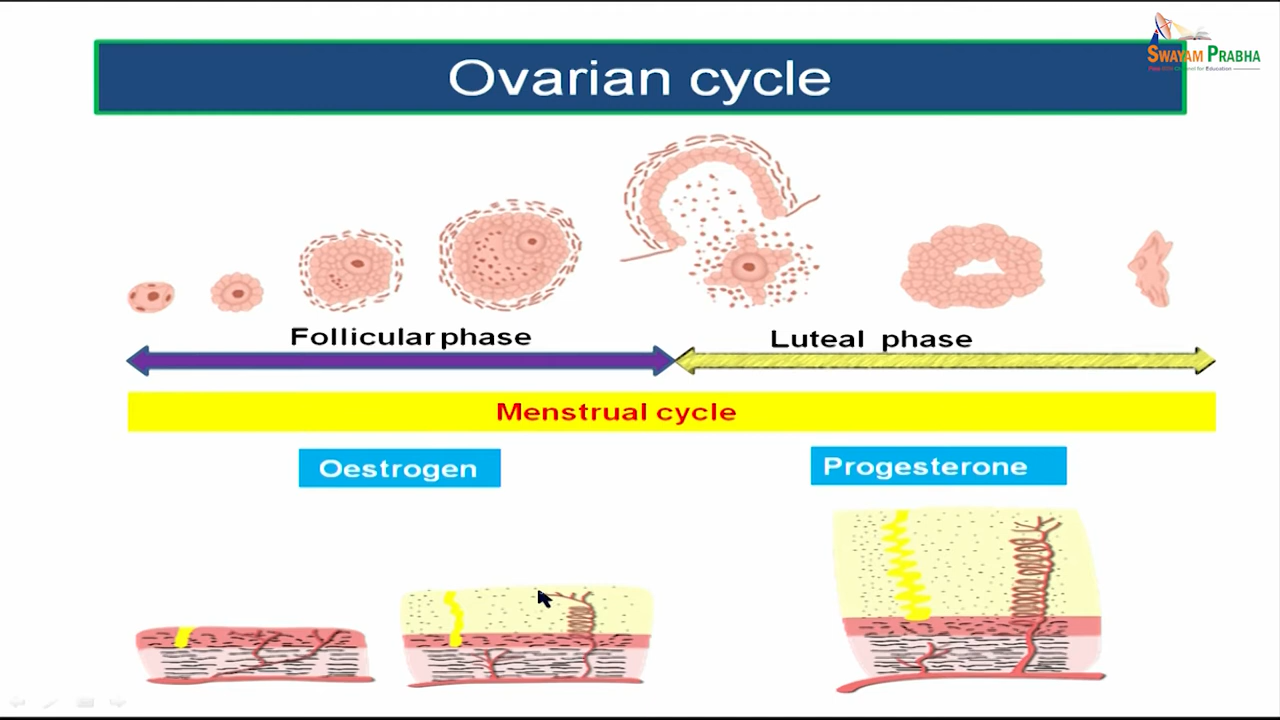 Ovarian cycle
SWAYAM PRABHA
Follicular phase
Luteal phase
Menstrual cycle
Oestrogen
Progesterone